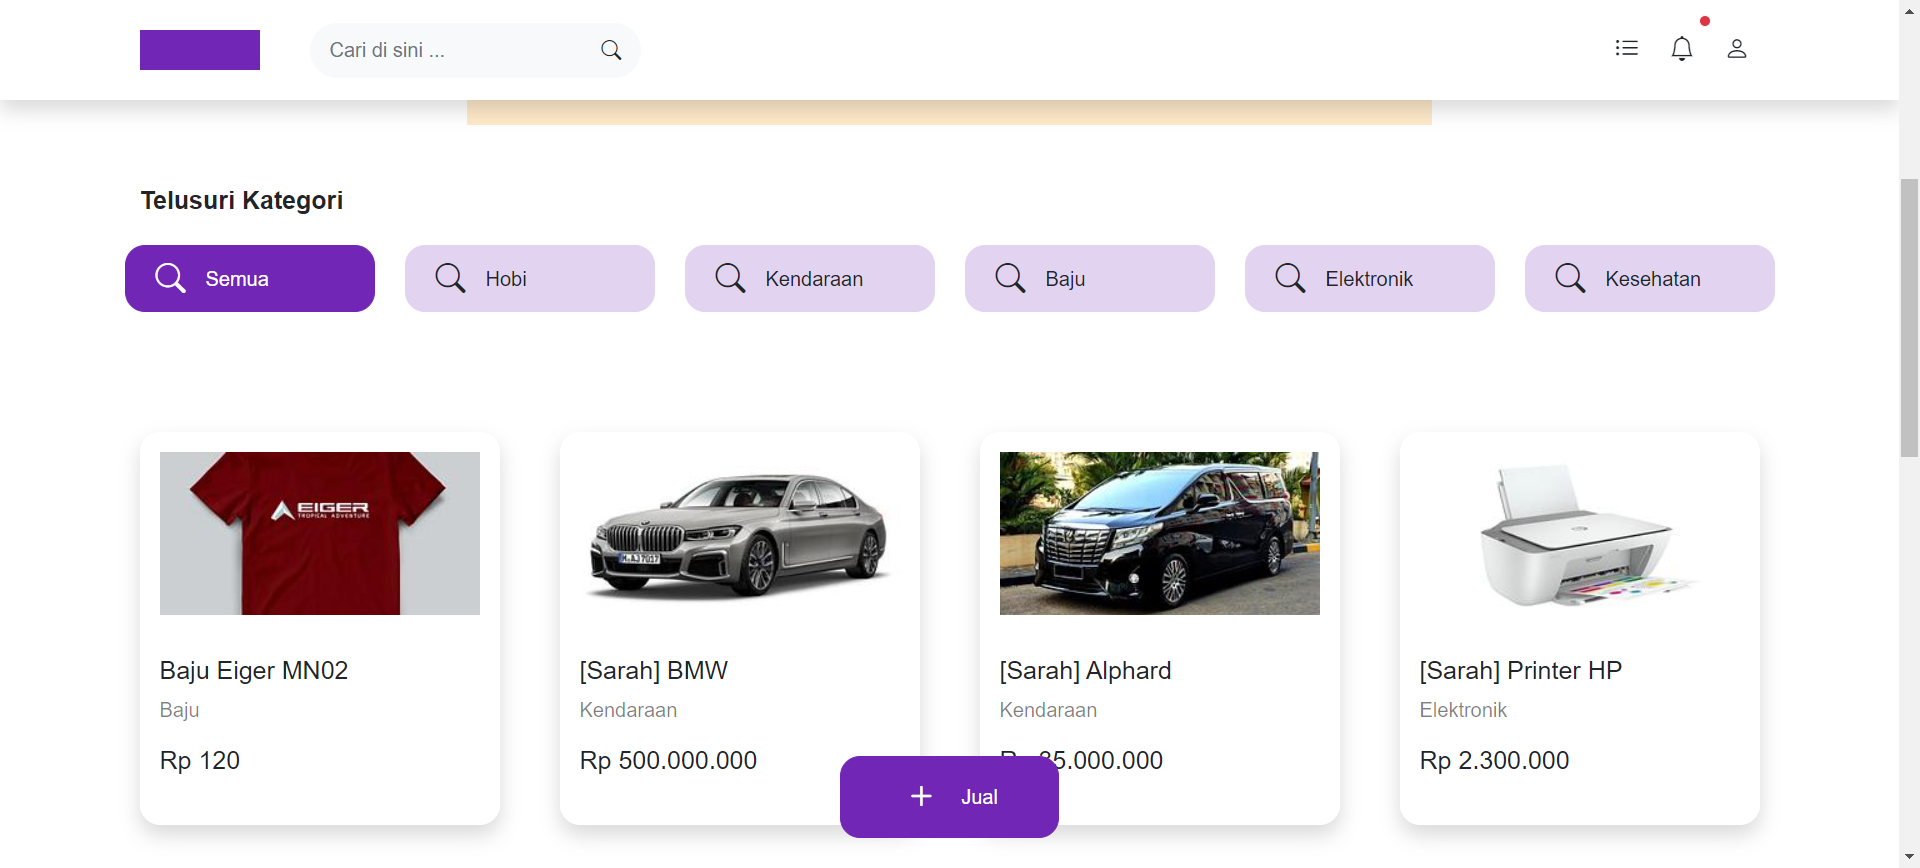 Cari di sini ...
Telusuri Kategori
Semua
Hobi
Kendaraan
Baju
Elektronik
Kesehatan
EIGER
TROPICAL ADVENTURE
Baju Eiger MN02
Baju
Rp 120
[Sarah] BMW
Kendaraan
Rp 500.000.000
[Sarah] Alphard
Kendaraan
5.000.000
[Sarah] Printer HP
Elektronik
Rp 2.300.000
+ Jual